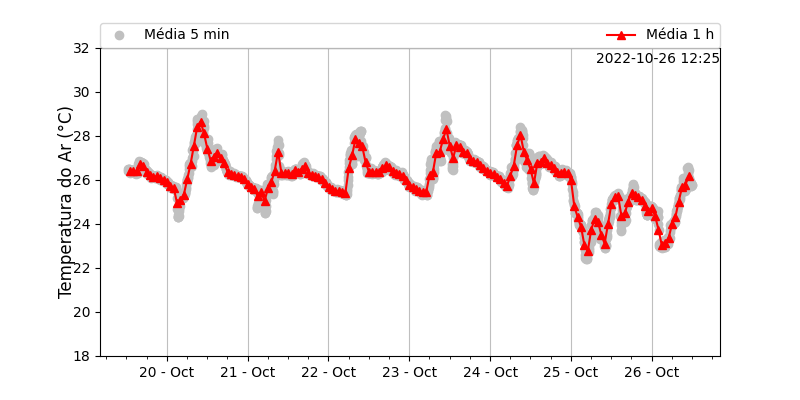 Média 5 min
Média 1 h
2022-10-26 12:25
Temperatura do Ar (°C)
32
30
28
26
24
22
20
18
20 - Oct
21 - Oct
22 - Oct
23 - Oct
24 - Oct
25 - Oct
26 - Oct